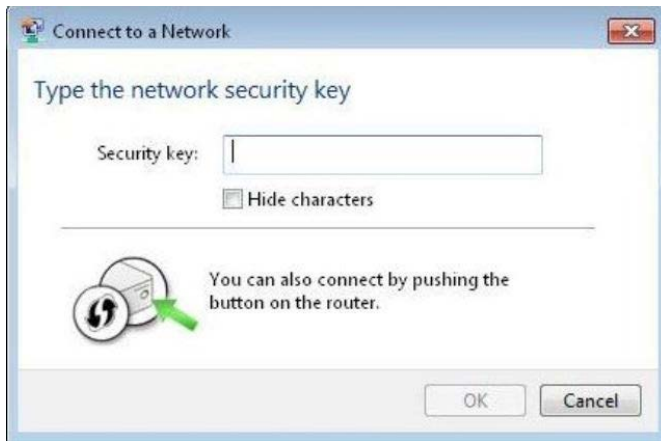 Connect to a Network
Type the network security key
Security key:
Hide characters
You can also connect by pushing the
button on the router.
OK
Cancel